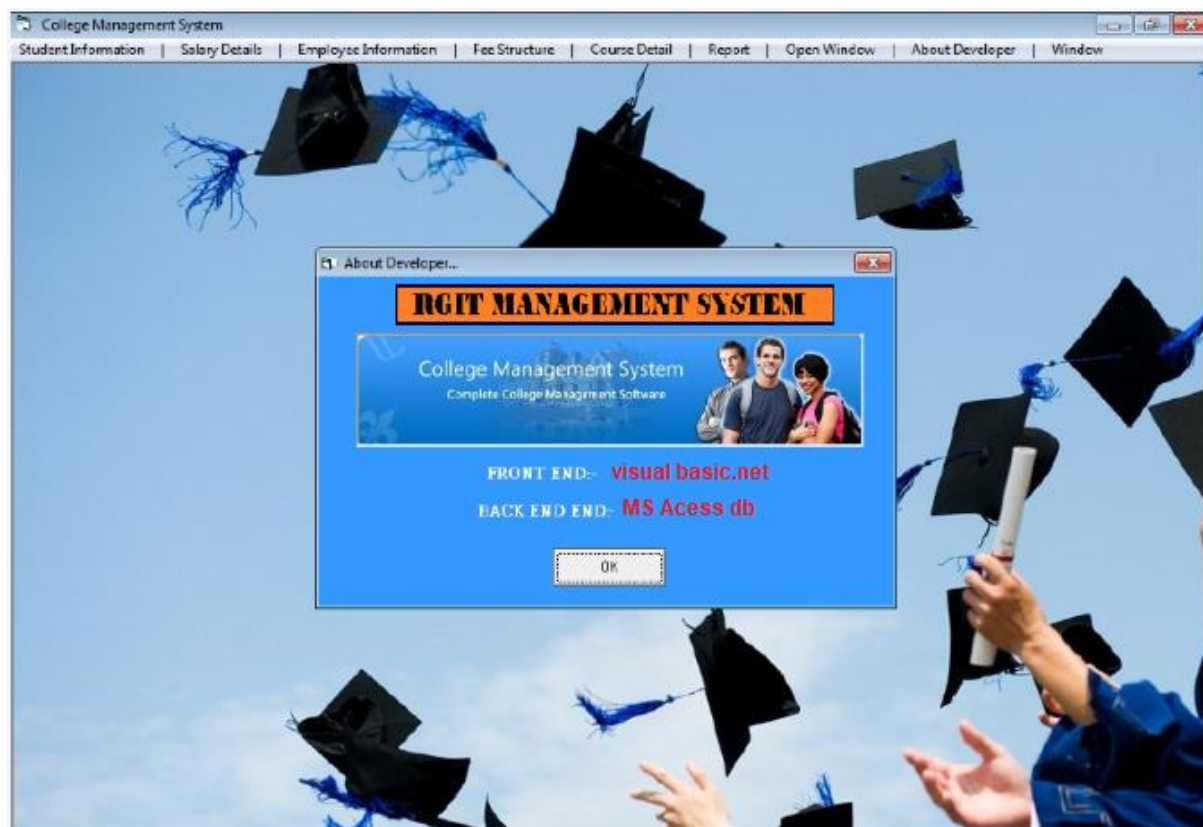 College Management System
Student Information | Salary Details | Employee Information | Fee Structure | Course Detail | Report | Open Window | About Developer | Window
About Developer...
RGIT MANAGEMENT SYSTEM
College Management System
Complete College Management Software
FRONT END:- visual basic.net
BACK END END:- MS Acess db
OK